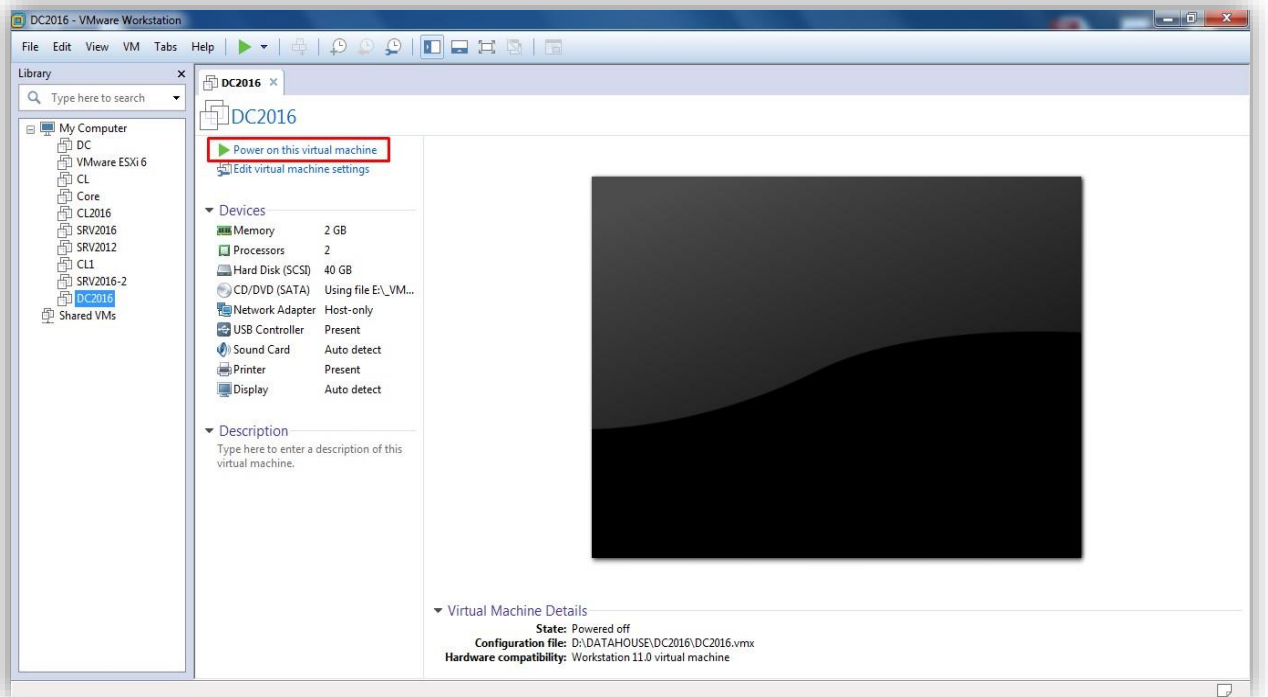 DC2016 - VMware Workstation
File Edit View VM Tabs Help
Library
Type here to search
My Computer
DC
VMware ESXi 6
CL
Core
CL2016
SRV2016
SRV2012
CL1
SRV2016-2
DC2016
Shared VMs
DC2016
DC2016
Power on this virtual machine
Edit virtual machine settings
Devices
Memory 2 GB
Processors 2
Hard Disk (SCSI) 40 GB
CD/DVD (SATA) Using file E:\_VM...
Network Adapter Host-only
USB Controller Present
Sound Card Auto detect
Printer Present
Display Auto detect
Description
Type here to enter a description of this
virtual machine.
Virtual Machine Details
State: Powered off
Configuration file: D:\DATAHOUSE\DC2016\DC2016.vmx
Hardware compatibility: Workstation 11.0 virtual machine